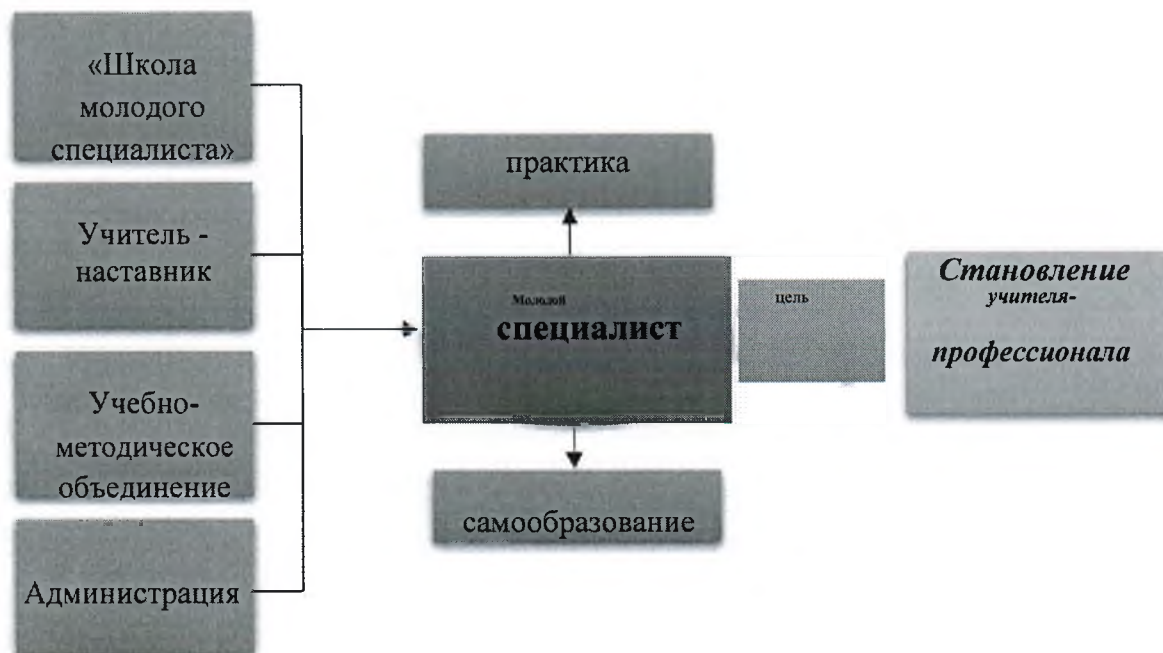 «Школа
молодого
специалиста»
Учитель -
наставник
Учебно-
методическое
объединение
Администрация
практика
Молодой
специалист
самообразование
цель
Становление
учителя-
профессионала